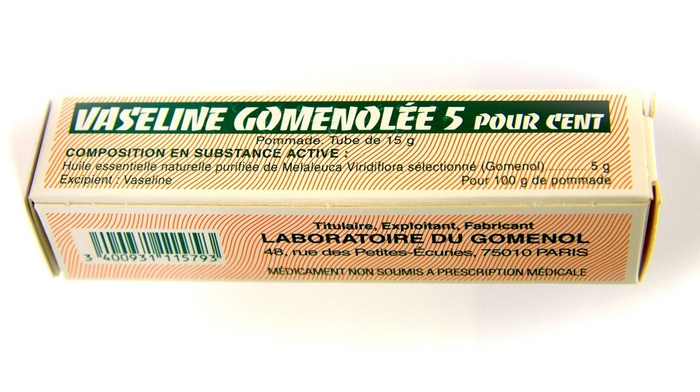 VASELINE GOMENOLÉE 5 POUR CENT
Pommade. Tube de 15 g
COMPOSITION EN SUBSTANCE ACTIVE :
Huile essentielle naturelle purifiée de Melaleuca Viridiflora sélectionné (Gomenol) 5 g
Excipient : Vaseline Pour 100 g de pommade
Titulaire, Exploitant, Fabricant
LABORATOIRE DU GOMENOL
48, rue des Petites-Écuries, 75010 PARIS
MÉDICAMENT NON SOUMIS A PRESCRIPTION MÉDICALE
3 400931 115793